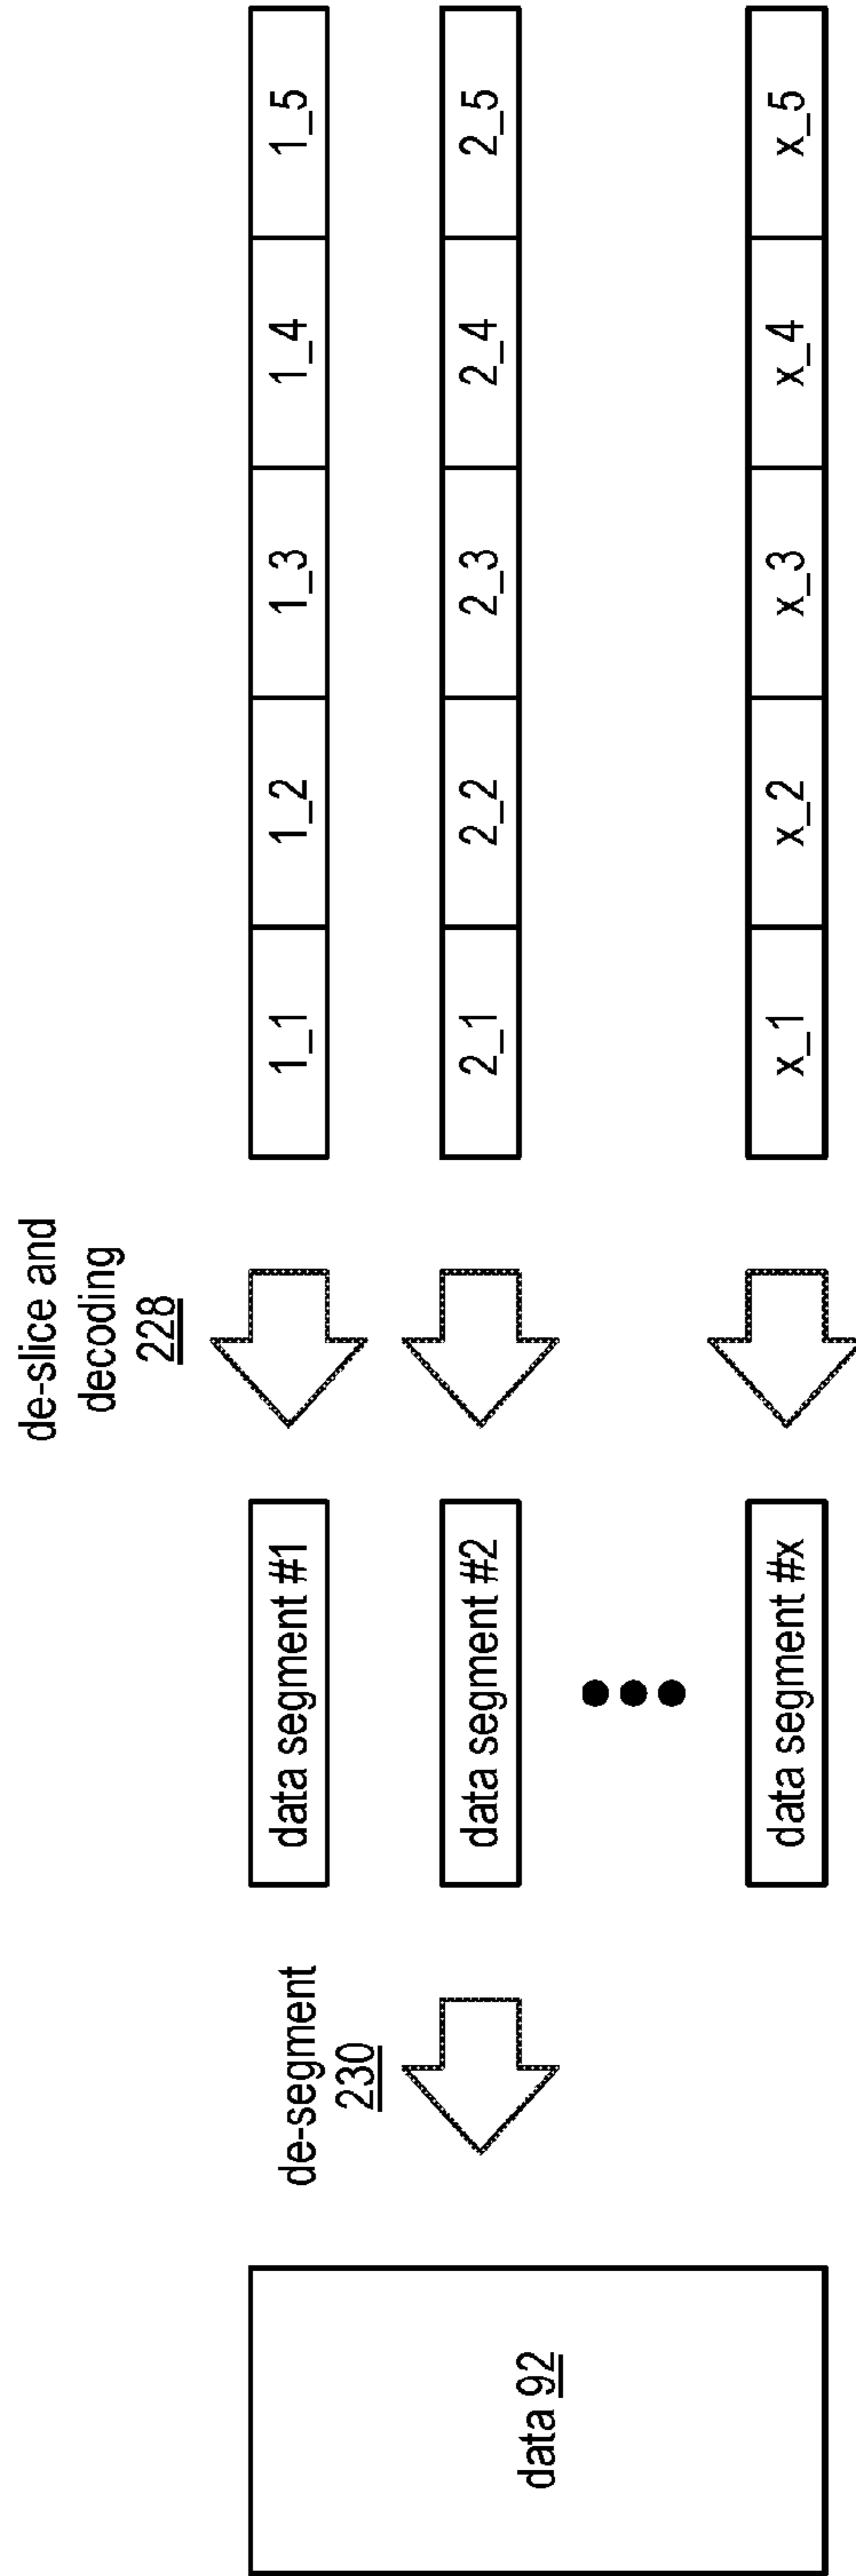 de-slice and
decoding
228
de-segment
230
data 92
data segment #1
1_1
1_2
1_3
1_4
1_5
data segment #2
2_1
2_2
2_3
2_4
2_5
data segment #x
x_1
x_2
x_3
x_4
x_5